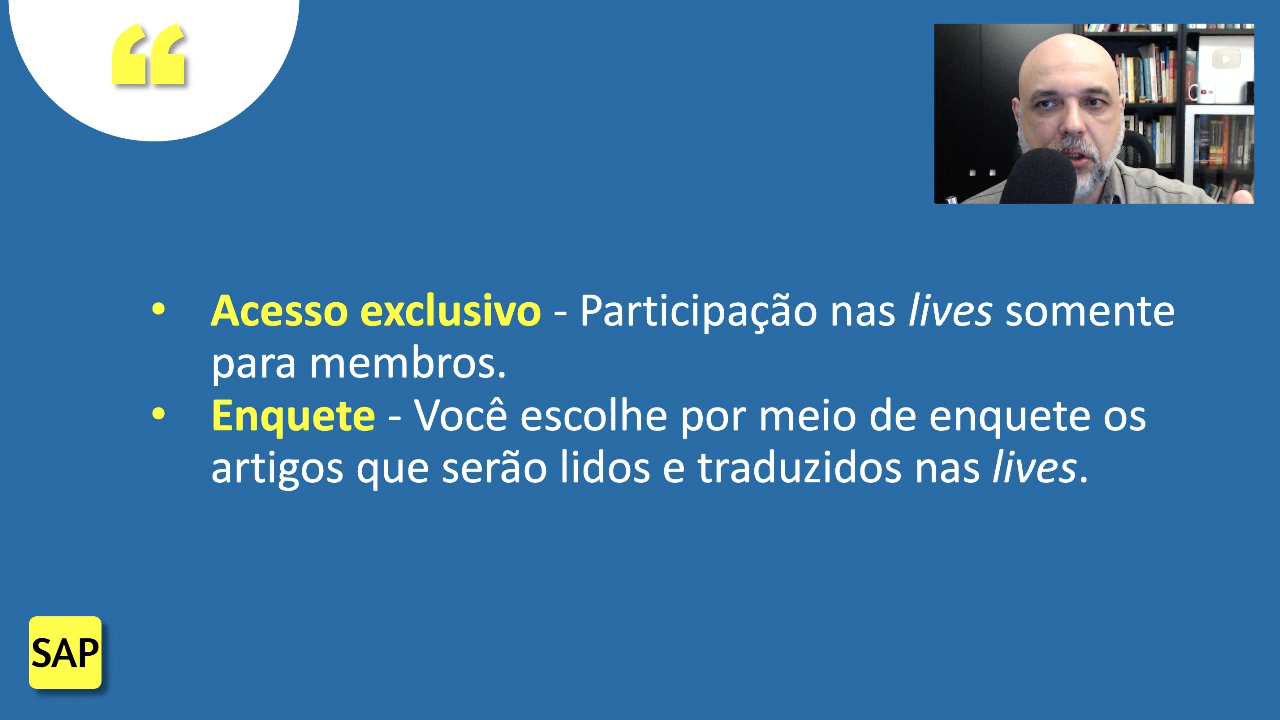 “
• Acesso exclusivo - Participação nas lives somente
para membros.
• Enquete - Você escolhe por meio de enquete os
artigos que serão lidos e traduzidos nas lives.
SAP